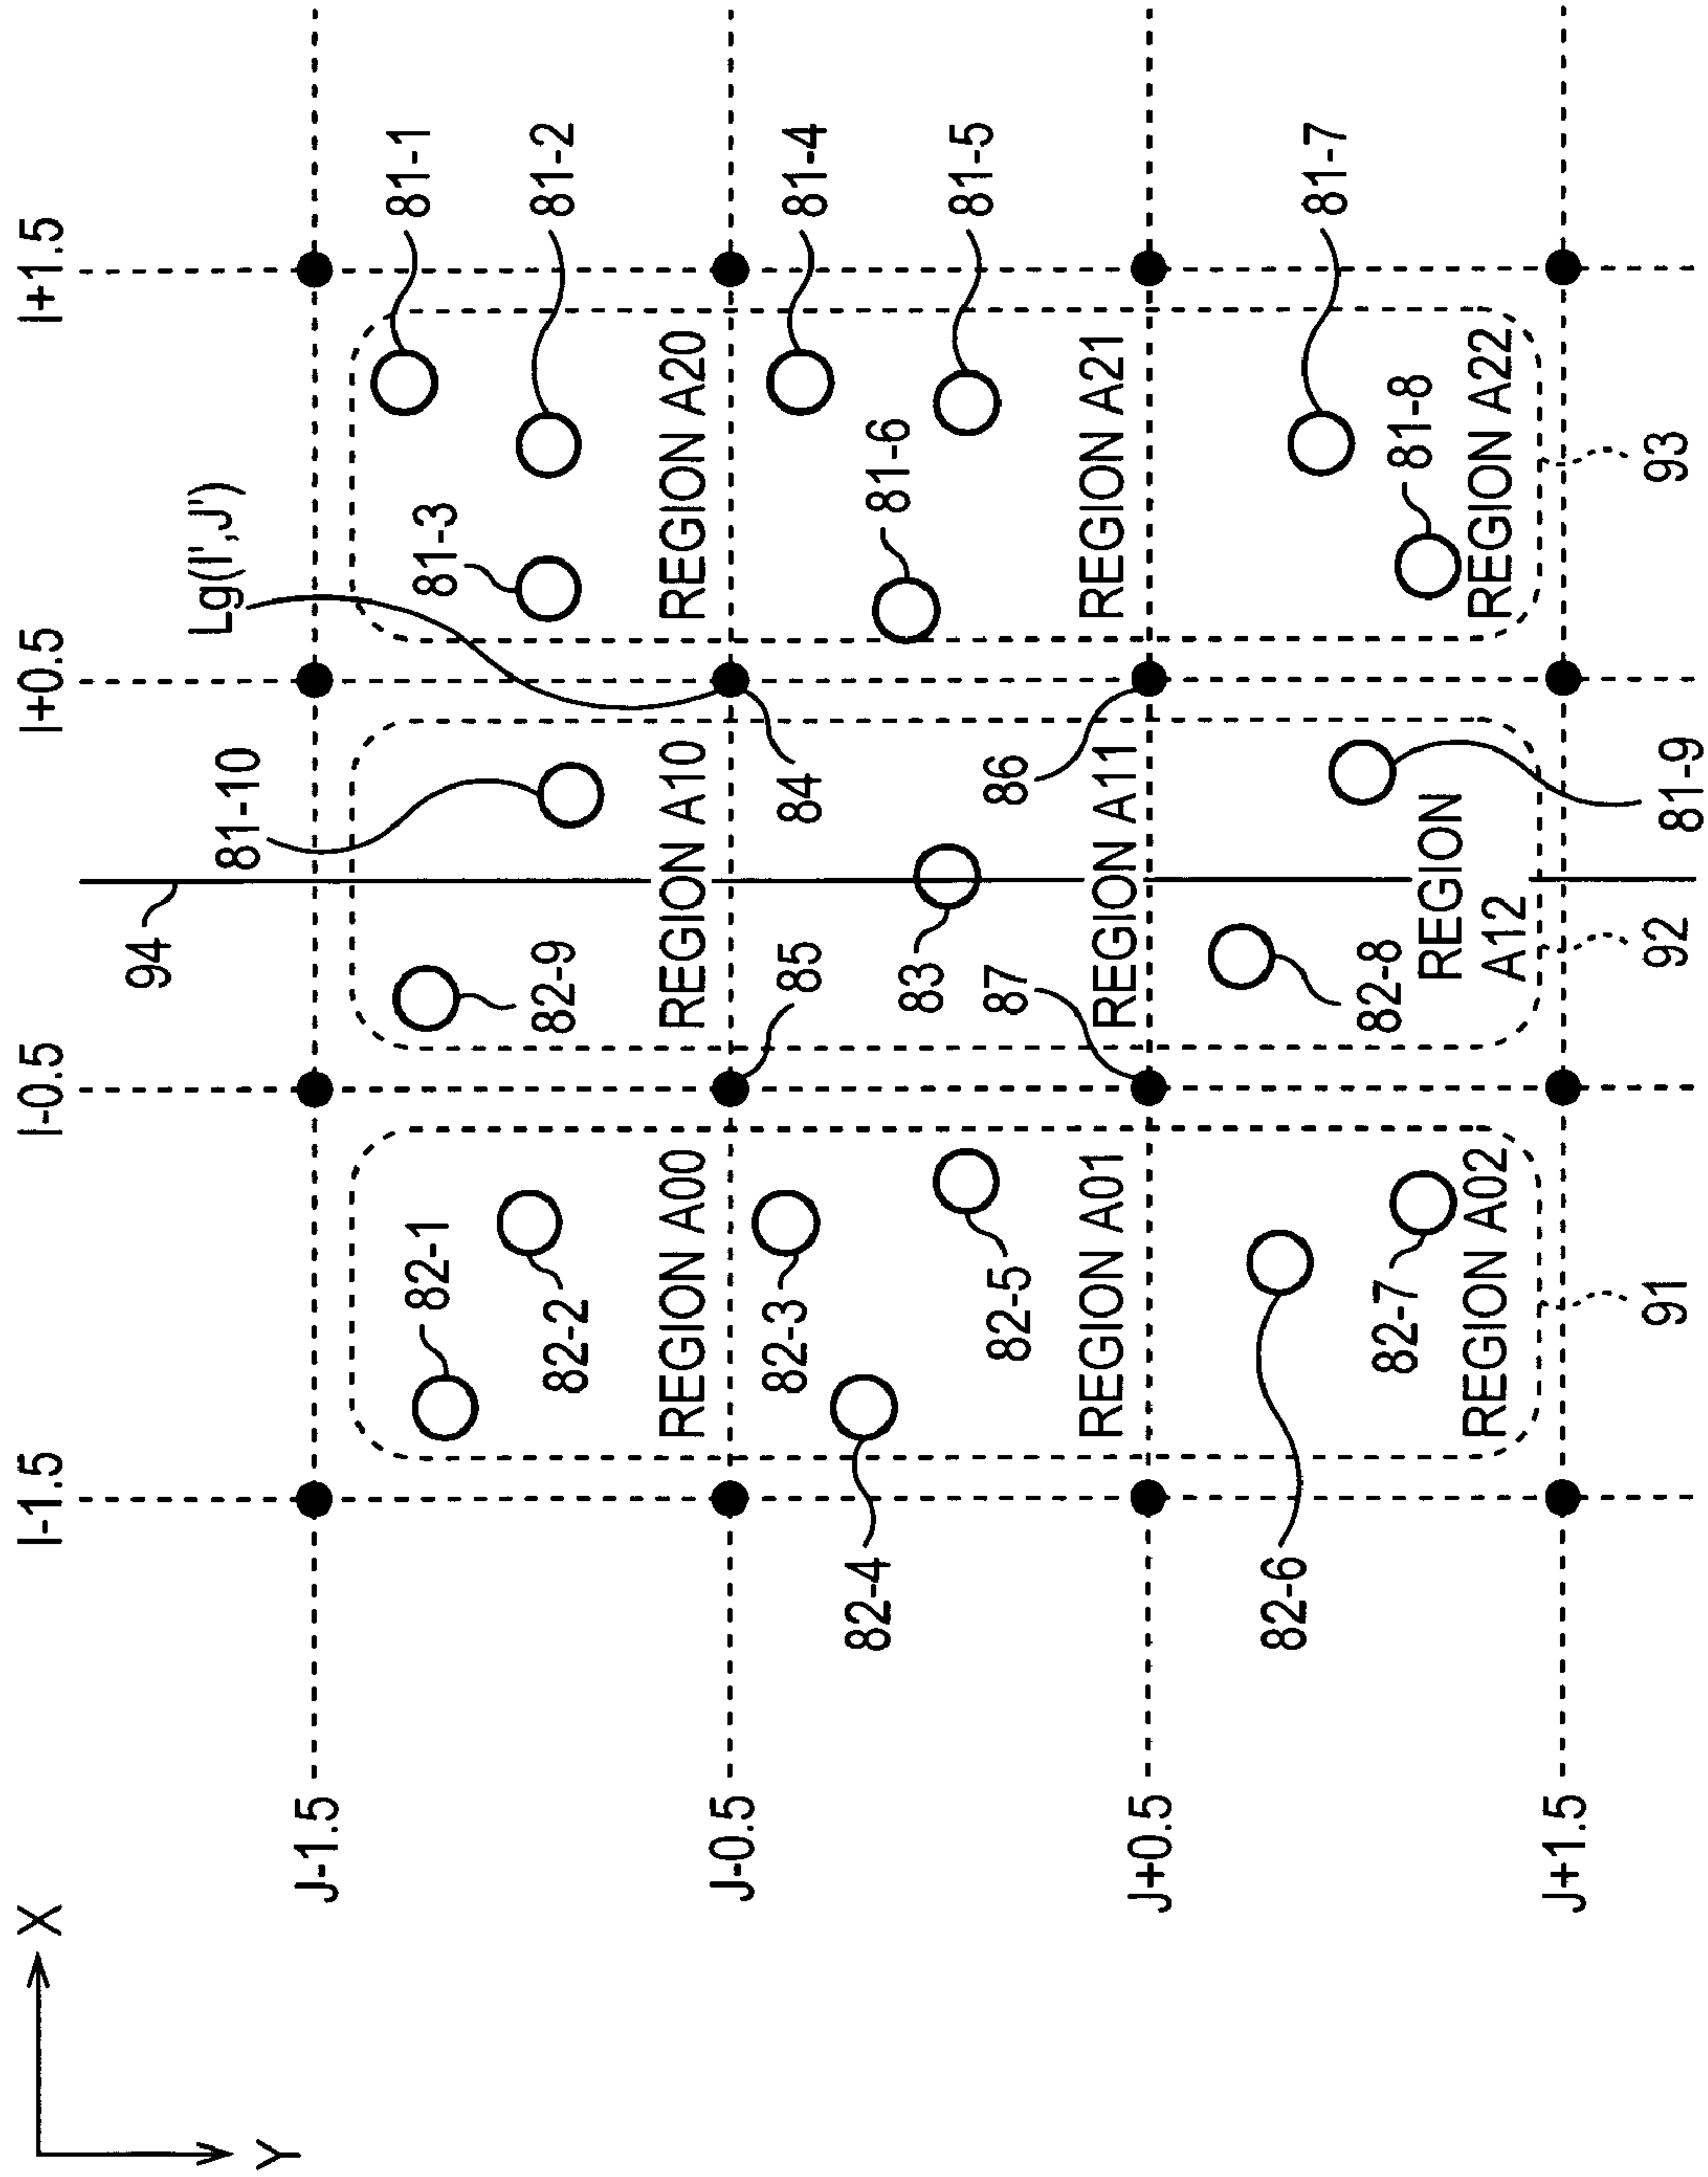 X
I-1.5
I-0.5
I+0.5
I+1.5
94
Lg(I',J')
81-10
Y
J-1.5
82-1
81-3
81-1
82-2
82-9
81-2
REGION A00
REGION A10
REGION A20
J-0.5
82-3
85
84
81-4
82-4
81-6
83
81-5
82-5
87
86
REGION A01
REGION A11
REGION A21
J+0.5
82-6
81-7
82-7
82-8
81-8
REGION
A12
REGION A02
REGION A22
J+1.5
91
92
81-9
93